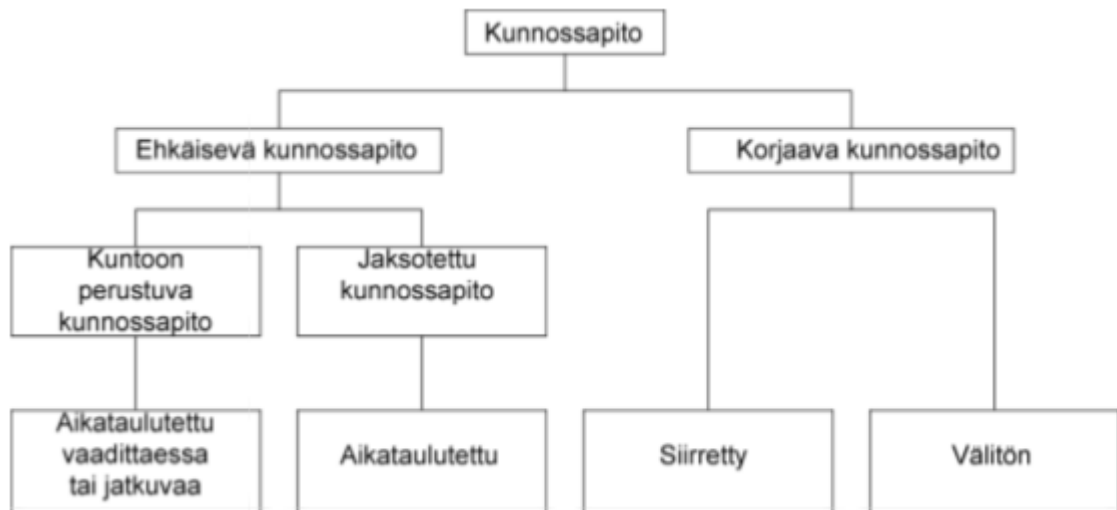 Kunnossapito
Ehkäisevä kunnossapito
Korjaava kunnossapito
Kuntoon
perustuva
kunnossapito
Jaksotettu
kunnossapito
Aikataulutettu
vaadittaessa
tai jatkuvaa
Aikataulutettu
Siirretty
Välitön